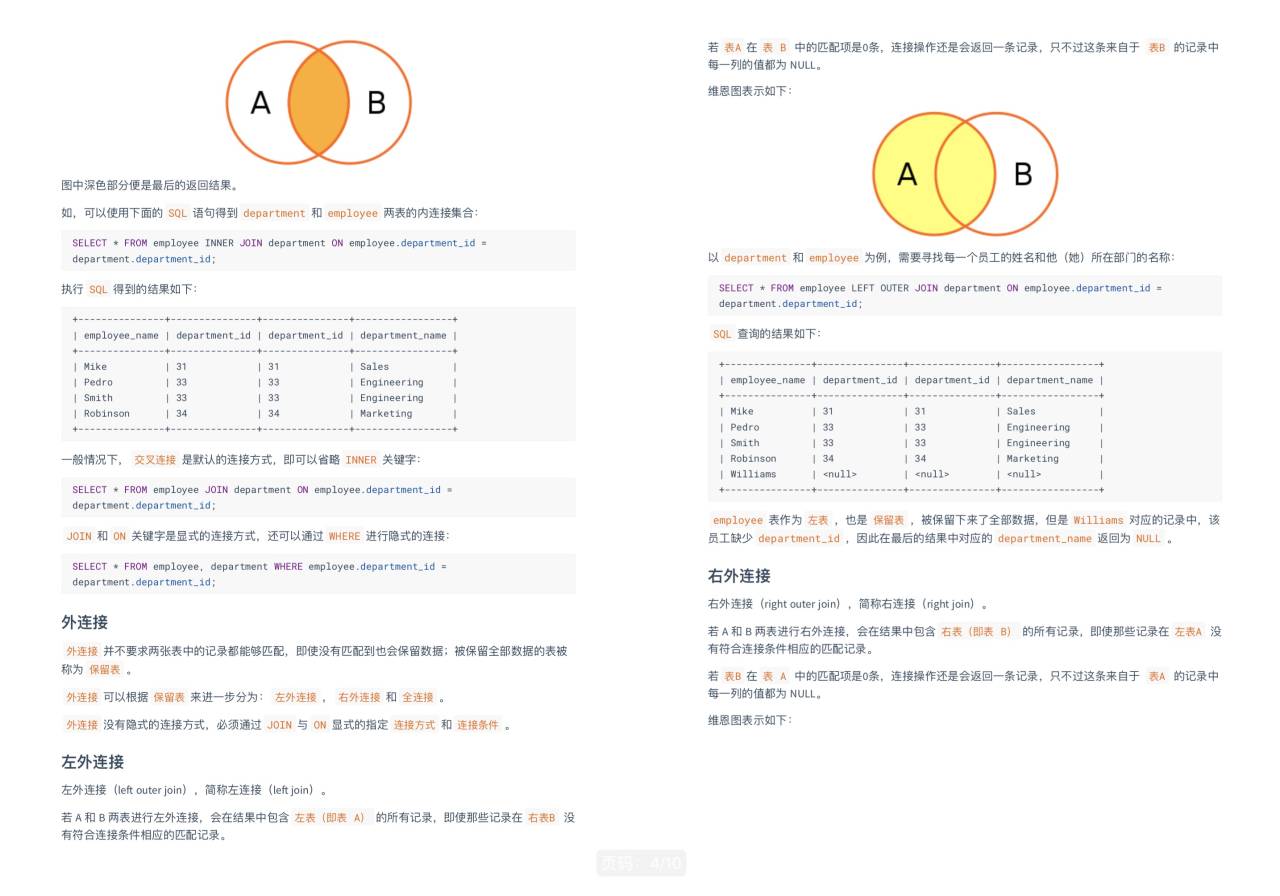 A
B
图中深色部分便是最后的返回结果。
如，可以使用下面的 SQL 语句得到 department 和 employee 两表的内连接集合：
SELECT * FROM employee INNER JOIN department ON employee.department_id =
department.department_id;
执行 SQL 得到的结果如下：
+---------------+---------------+---------------+-----------------+
| employee_name | department_id | department_id | department_name |
+---------------+---------------+---------------+-----------------+
| Mike          | 31            | 31            | Sales           |
| Pedro         | 33            | 33            | Engineering     |
| Smith         | 33            | 33            | Engineering     |
| Robinson      | 34            | 34            | Marketing       |
+---------------+---------------+---------------+-----------------+
一般情况下， 交叉连接 是默认的连接方式，即可以省略 INNER 关键字：
SELECT * FROM employee JOIN department ON employee.department_id =
department.department_id;
JOIN 和 ON 关键字是显式的连接方式，还可以通过 WHERE 进行隐式的连接：
SELECT * FROM employee, department WHERE employee.department_id =
department.department_id;
外连接
外连接 并不要求两张表中的记录都能够匹配，即使没有匹配到也会保留数据；被保留全部数据的表被
称为 保留表 。
外连接 可以根据 保留表 来进一步分为： 左外连接 ， 右外连接 和 全连接 。
外连接 没有隐式的连接方式，必须通过 JOIN 与 ON 显式的指定 连接方式 和 连接条件 。
左外连接
左外连接（left outer join），简称左连接（left join）。
若 A 和 B 两表进行左外连接，会在结果中包含 左表（即表 A） 的所有记录，即使那些记录在 右表B 没
有符合连接条件相应的匹配记录。
若 表A 在 表 B 中的匹配项是0条，连接操作还是会返回一条记录，只不过这条来自于 表B 的记录中
每一列的值都为 NULL。
维恩图表示如下：
A
B
以 department 和 employee 为例，需要寻找每一个员工的姓名和他（她）所在部门的名称：
SELECT * FROM employee LEFT OUTER JOIN department ON employee.department_id =
department.department_id;
SQL 查询的结果如下：
+---------------+---------------+---------------+-----------------+
| employee_name | department_id | department_id | department_name |
+---------------+---------------+---------------+-----------------+
| Mike          | 31            | 31            | Sales           |
| Pedro         | 33            | 33            | Engineering     |
| Smith         | 33            | 33            | Engineering     |
| Robinson      | 34            | 34            | Marketing       |
| Williams      | <null>        | <null>        | <null>
+---------------+---------------+---------------+-----------------+
employee 表作为 左表 ，也是 保留表 ，被保留下来了全部数据，但是 Williams 对应的记录中，该
员工缺少 department_id ，因此在最后的结果中对应的 department_name 返回为 NULL 。
右外连接
右外连接（right outer join），简称右连接（right join）。
若 A 和 B 两表进行右外连接，会在结果中包含 右表（即表 B） 的所有记录，即使那些记录在 左表A 没
有符合连接条件相应的匹配记录。
若 表B 在 表 A 中的匹配项是0条，连接操作还是会返回一条记录，只不过这条来自于 表A 的记录中
每一列的值都为 NULL。
维恩图表示如下：
页码：4/10